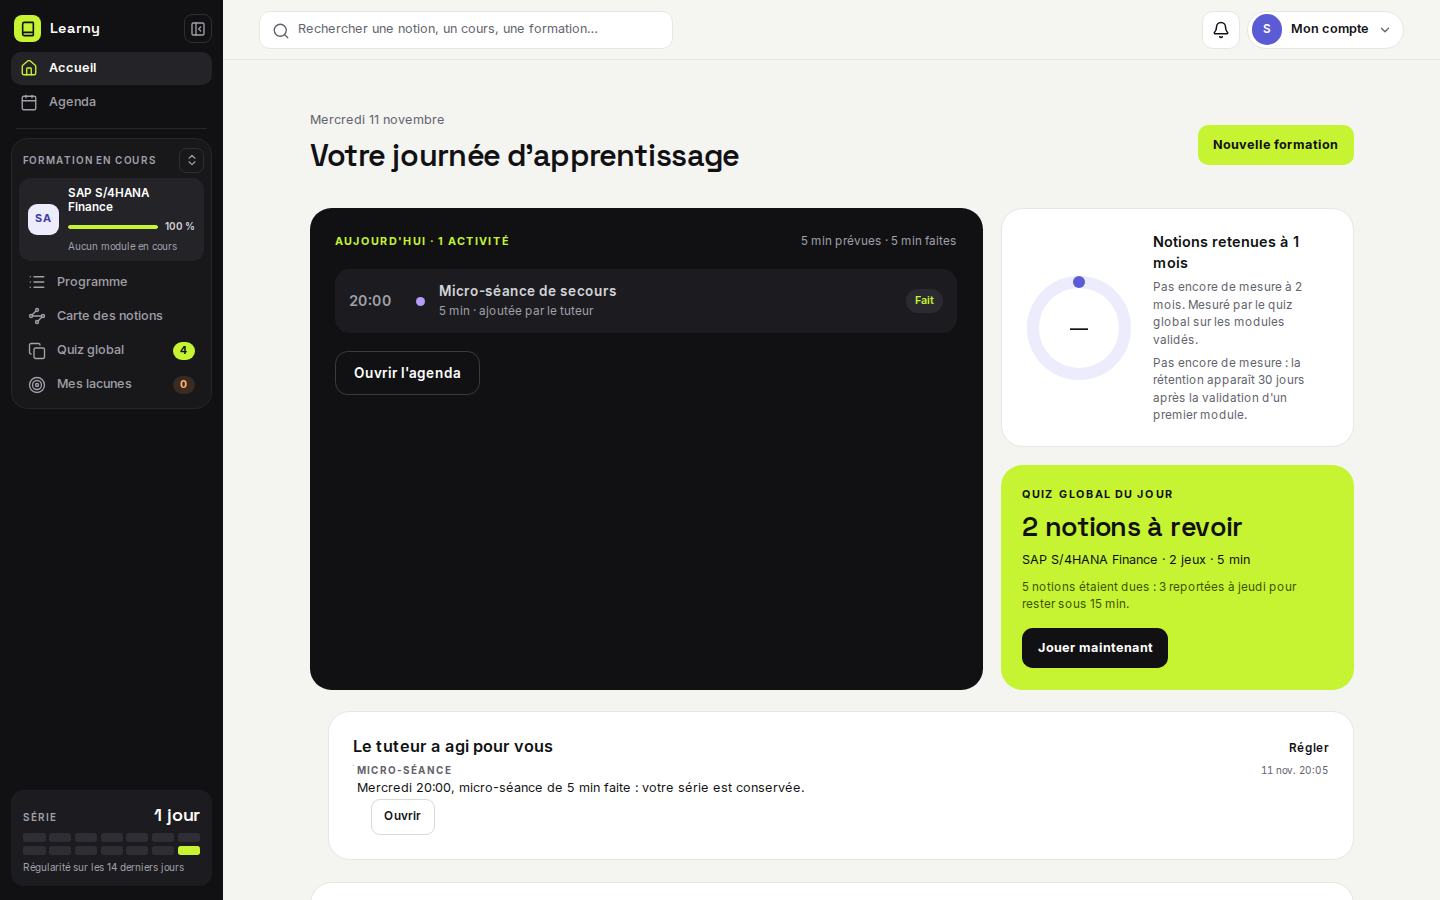 Learny
Accueil
Agenda
FORMATION EN COURS
SA
SAP S/4HANA
Finance
100 %
Aucun module en cours
Programme
Carte des notions
Quiz global
4
Mes lacunes
0
SÉRIE
1 jour
Régularité sur les 14 derniers jours
Rechercher une notion, un cours, une formation...
S
Mon compte
Mercredi 11 novembre
Votre journée d'apprentissage
Nouvelle formation
AUJOURD'HUI · 1 ACTIVITÉ
5 min prévues · 5 min faites
20:00
Micro-séance de secours
5 min · ajoutée par le tuteur
Fait
Ouvrir l'agenda
—
Notions retenues à 1
mois
Pas encore de mesure à 2
mois. Mesuré par le quiz
global sur les modules
validés.
Pas encore de mesure : la
rétention apparaît 30 jours
après la validation d'un
premier module.
QUIZ GLOBAL DU JOUR
2 notions à revoir
SAP S/4HANA Finance · 2 jeux · 5 min
5 notions étaient dues : 3 reportées à jeudi pour
rester sous 15 min.
Jouer maintenant
Le tuteur a agi pour vous
Régler
MICRO-SÉANCE
11 nov. 20:05
Mercredi 20:00, micro-séance de 5 min faite : votre série est conservée.
Ouvrir